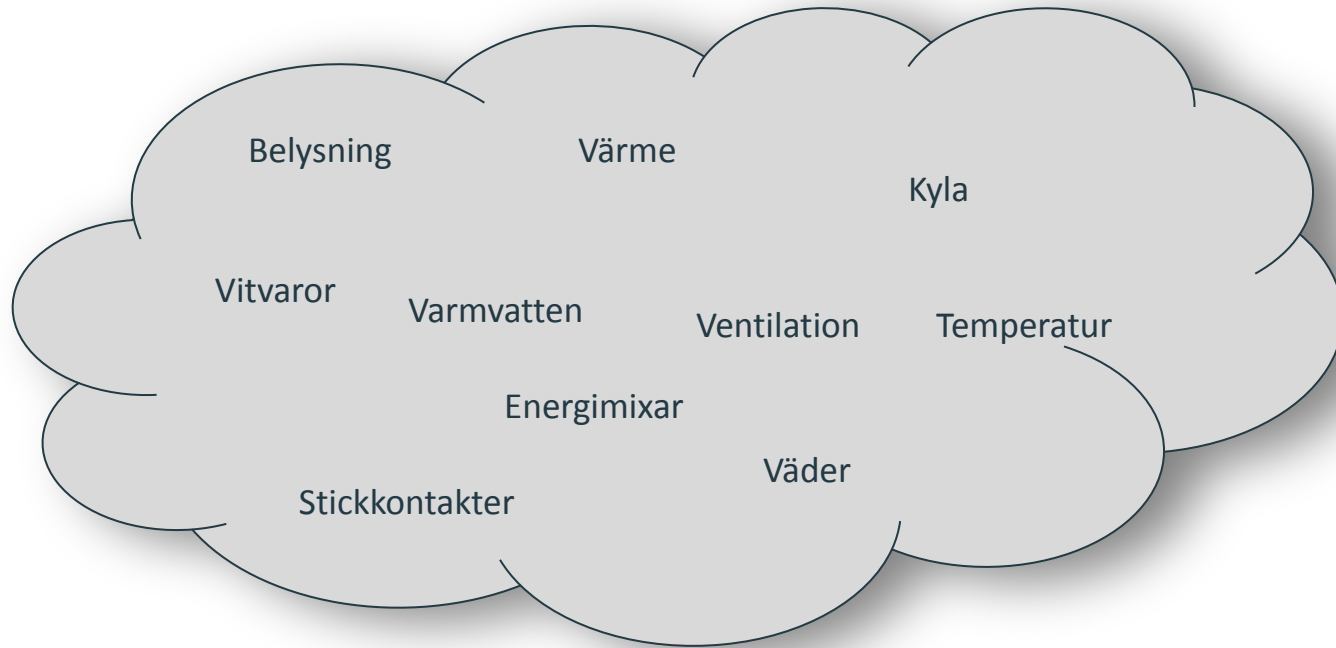 Belysning
Värme
Kyla
Vitvaror
Varmvatten
Ventilation
Temperatur
Energimixar
Väder
Stickkontakter